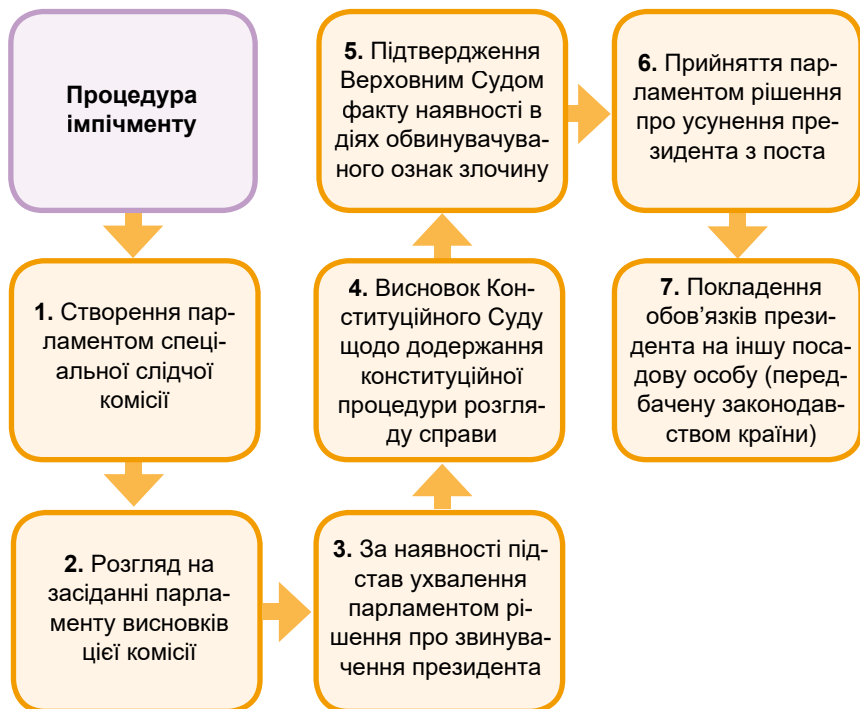 Процедура
імпічменту
1. Створення пар-
ламентом спеці-
альної слідчої
комісії
2. Розгляд на
засіданні парла-
менту висновків
цієї комісії
3. За наявності під-
став ухвалення
парламентом рі-
шення про звинува-
чення президента
4. Висновок Кон-
ституційного Суду
щодо додержання
конституційної
процедури розгля-
ду справи
5. Підтвердження
Верховним Судом
факту наявності в
діях обвинувачува-
ного ознак злочину
6. Прийняття пар-
ламентом рішення
про усунення пре-
зидента з поста
7. Покладення
обов’язків прези-
дента на іншу поса-
дову особу (перед-
бачену законодав-
ством країни)